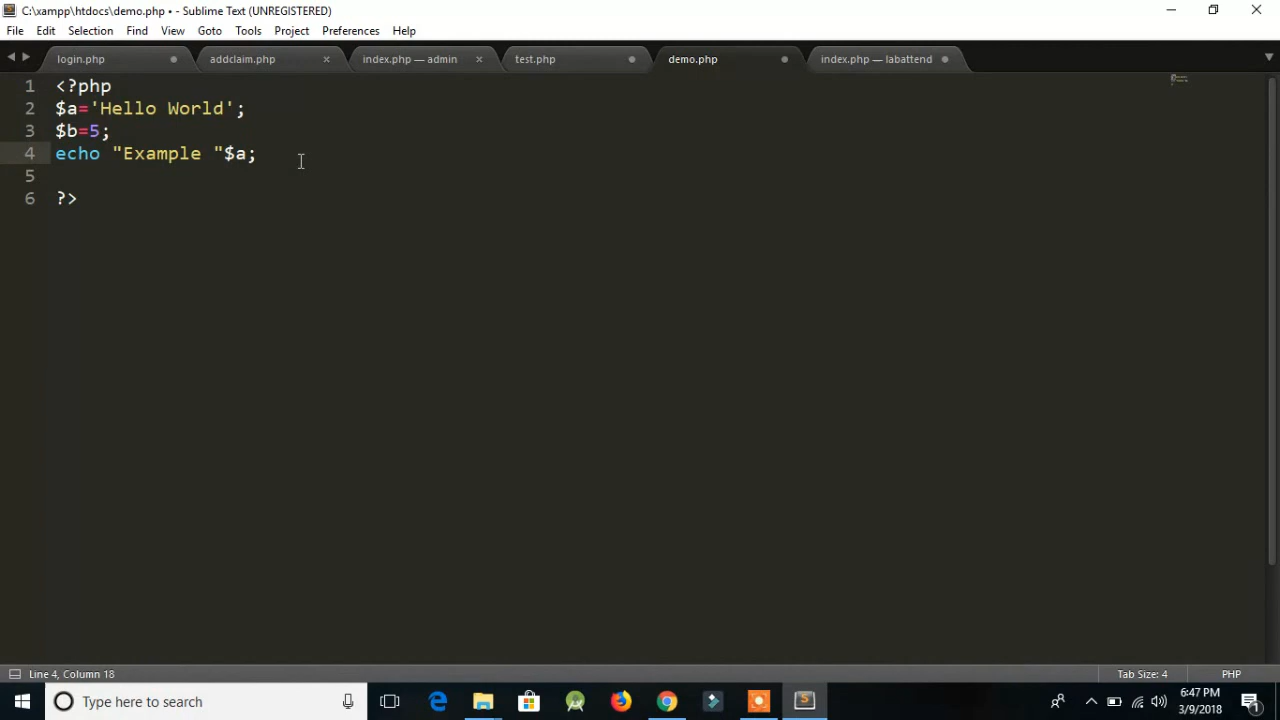 C:\xampp\htdocs\demo.php • - Sublime Text (UNREGISTERED)
File Edit Selection Find View Goto Tools Project Preferences Help
login.php addclaim.php index.php — admin test.php demo.php index.php — labattend
1 <?php
2 $a='Hello World';
3 $b=5;
4 echo "Example "$a;
5
6 ?>
Line 4, Column 18 Tab Size: 4 PHP
Type here to search
6:47 PM
3/9/2018
1